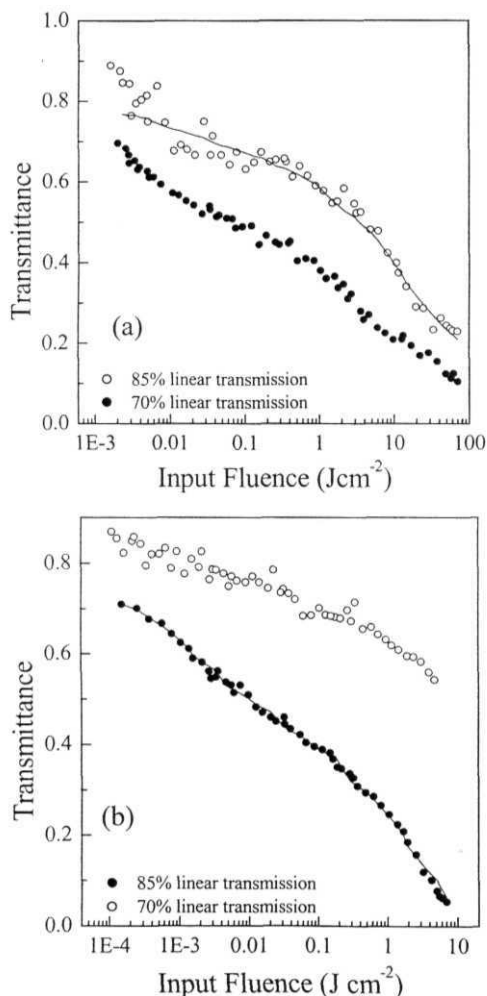 1.0
0.8
0.6
0.4
0.2
0.0
Transmittance
(a)
○ 85% linear transmission
● 70% linear transmission
1E-3 0.01 0.1 1 10 100
Input Fluence (Jcm⁻²)
0.8
0.6
0.4
0.2
0.0
Transmittance
(b)
● 85% linear transmission
○ 70% linear transmission
1E-4 1E-3 0.01 0.1 1 10
Input Fluence (J cm⁻²)